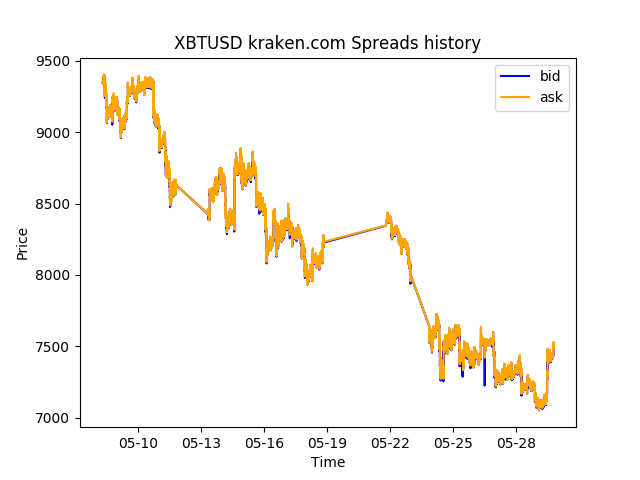 XBTUSD kraken.com Spreads history
bid
ask
Price
9500
9000
8500
8000
7500
7000
05-10 05-13 05-16 05-19 05-22 05-25 05-28
Time